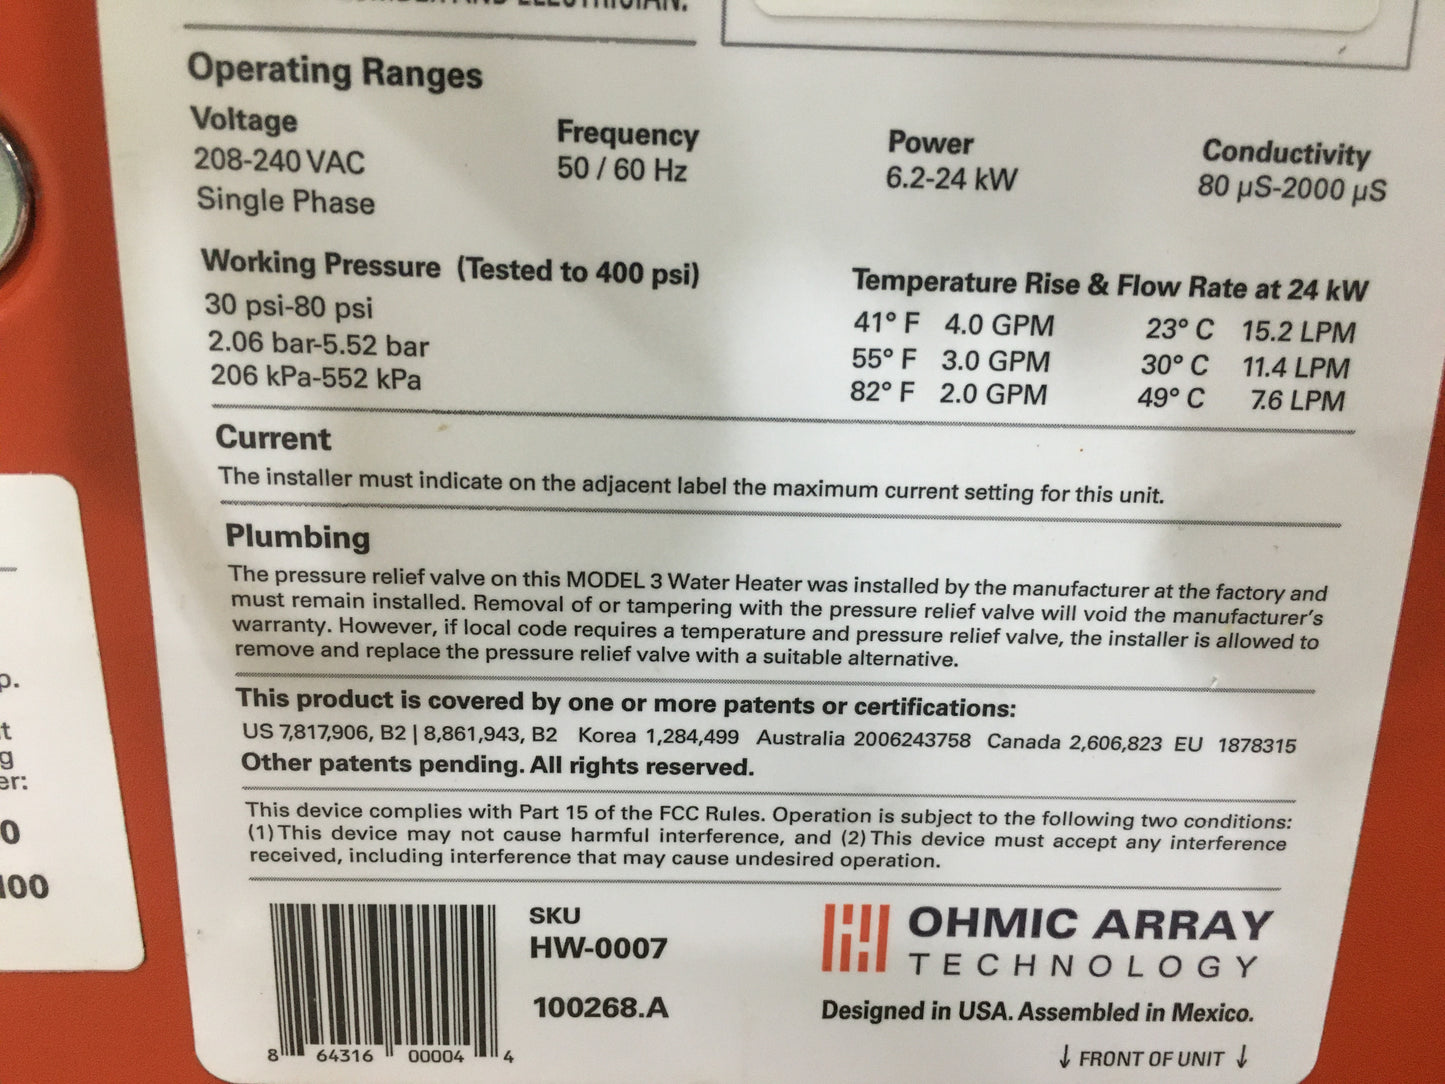 ELECTRICIAN.
Operating Ranges
Voltage
208-240 VAC
Single Phase
Frequency
50 / 60 Hz
Power
6.2-24 kW
Conductivity
80 µS-2000 µS
Working Pressure (Tested to 400 psi)
30 psi-80 psi
2.06 bar-5.52 bar
206 kPa-552 kPa
Temperature Rise & Flow Rate at 24 kW
41° F 4.0 GPM 23° C 15.2 LPM
55° F 3.0 GPM 30° C 11.4 LPM
82° F 2.0 GPM 49° C 7.6 LPM
Current
The installer must indicate on the adjacent label the maximum current setting for this unit.
Plumbing
The pressure relief valve on this MODEL 3 Water Heater was installed by the manufacturer at the factory and
must remain installed. Removal of or tampering with the pressure relief valve will void the manufacturer's
warranty. However, if local code requires a temperature and pressure relief valve, the installer is allowed to
remove and replace the pressure relief valve with a suitable alternative.
This product is covered by one or more patents or certifications:
US 7,817,906, B2 | 8,861,943, B2 Korea 1,284,499 Australia 2006243758 Canada 2,606,823 EU 1878315
Other patents pending. All rights reserved.
This device complies with Part 15 of the FCC Rules. Operation is subject to the following two conditions:
(1) This device may not cause harmful interference, and (2) This device must accept any interference
received, including interference that may cause undesired operation.
8 64316 00004 4
SKU
HW-0007
100268.A
OHMIC ARRAY
TECHNOLOGY
Designed in USA. Assembled in Mexico.
↓ FRONT OF UNIT ↓